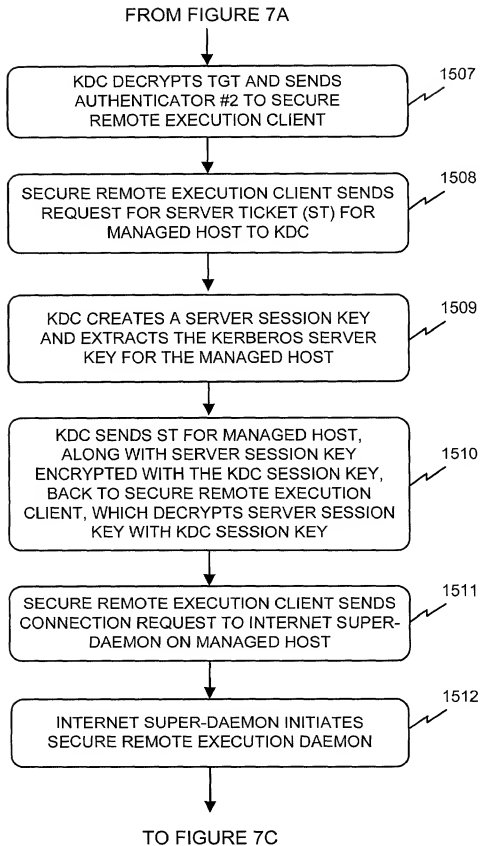 FROM FIGURE 7A
KDC DECRYPTS TGT AND SENDS
AUTHENTICATOR #2 TO SECURE
REMOTE EXECUTION CLIENT
1507
SECURE REMOTE EXECUTION CLIENT SENDS
REQUEST FOR SERVER TICKET (ST) FOR
MANAGED HOST TO KDC
1508
KDC CREATES A SERVER SESSION KEY
AND EXTRACTS THE KERBEROS SERVER
KEY FOR THE MANAGED HOST
1509
KDC SENDS ST FOR MANAGED HOST,
ALONG WITH SERVER SESSION KEY
ENCRYPTED WITH THE KDC SESSION KEY,
BACK TO SECURE REMOTE EXECUTION
CLIENT, WHICH DECRYPTS SERVER SESSION
KEY WITH KDC SESSION KEY
1510
SECURE REMOTE EXECUTION CLIENT SENDS
CONNECTION REQUEST TO INTERNET SUPER-
DAEMON ON MANAGED HOST
1511
INTERNET SUPER-DAEMON INITIATES
SECURE REMOTE EXECUTION DAEMON
1512
TO FIGURE 7C